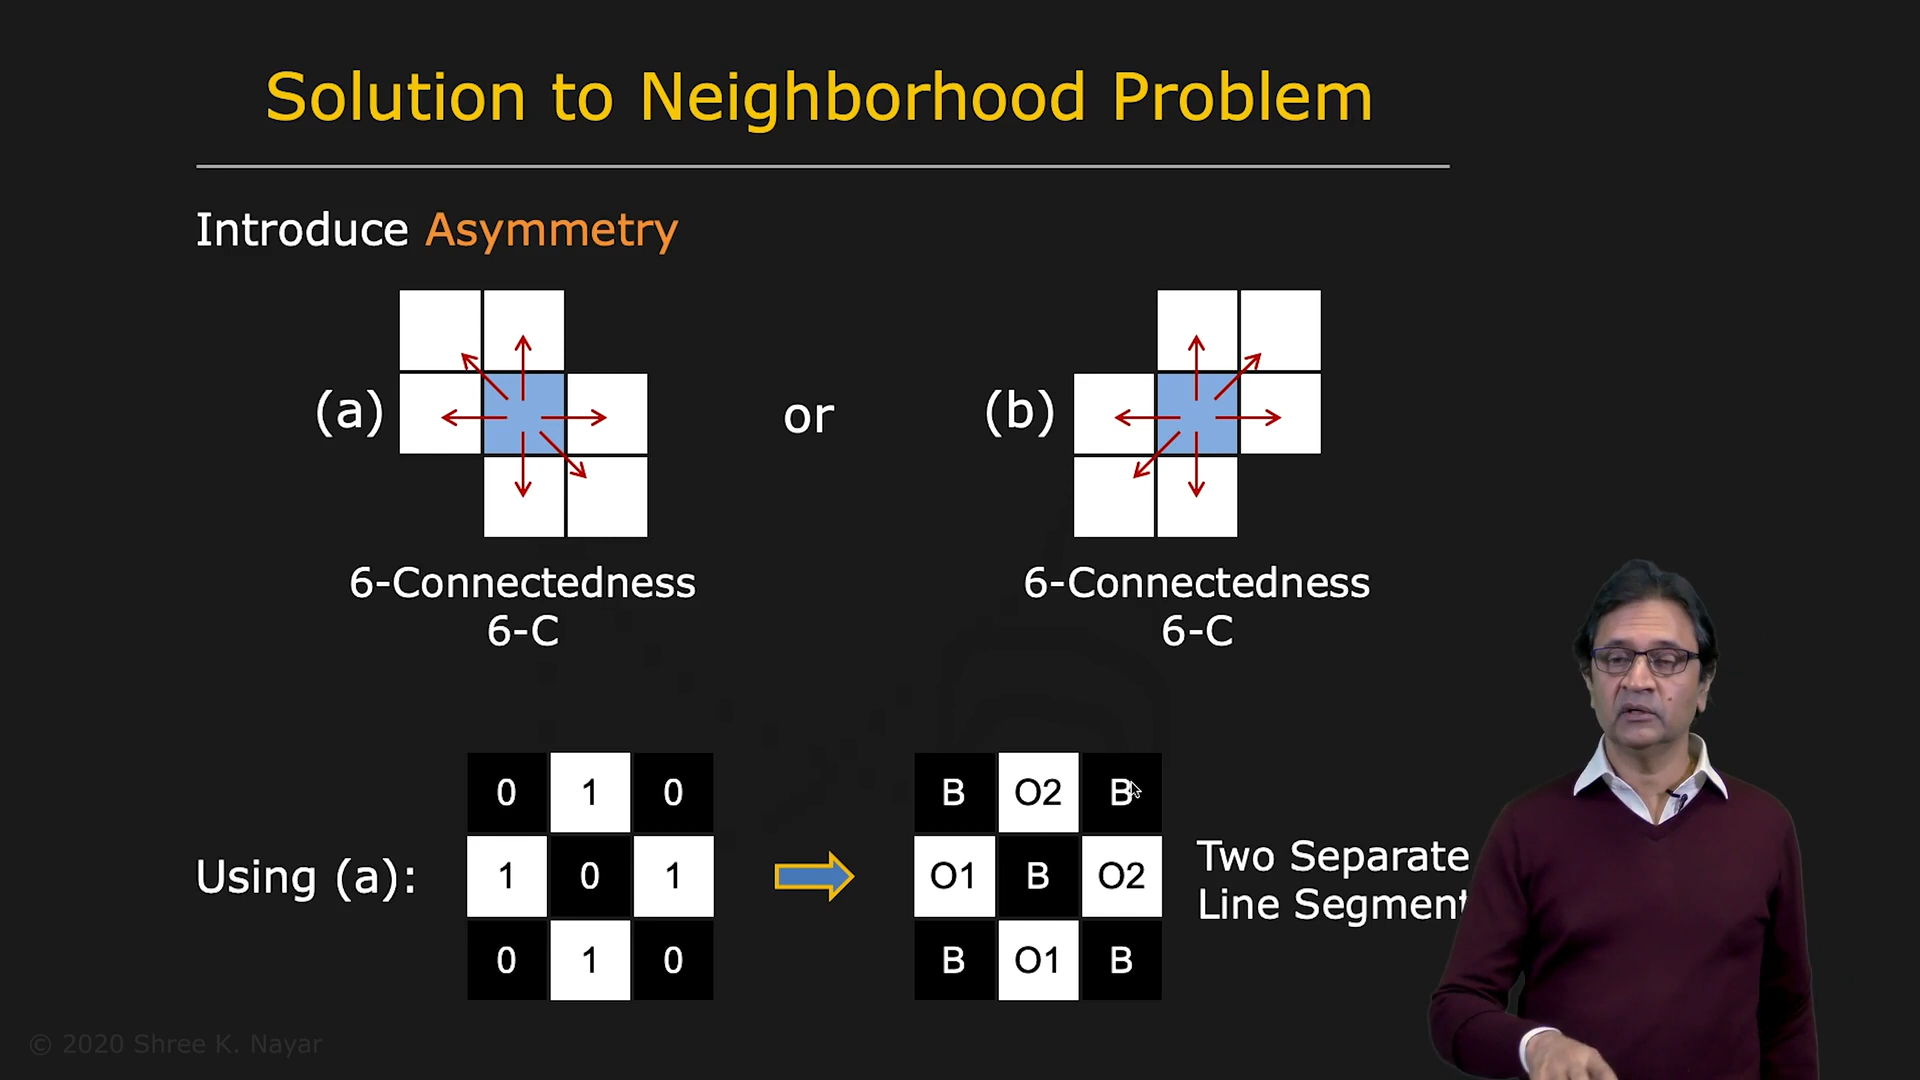 Solution to Neighborhood Problem
Introduce Asymmetry
(a)
or
(b)
6-Connectedness
6-C
6-Connectedness
6-C
Using (a):
0 1 0
1 0 1
0 1 0
B O2 B
O1 B O2
B O1 B
Two Separate
Line Segment
© 2020 Shree K. Nayar